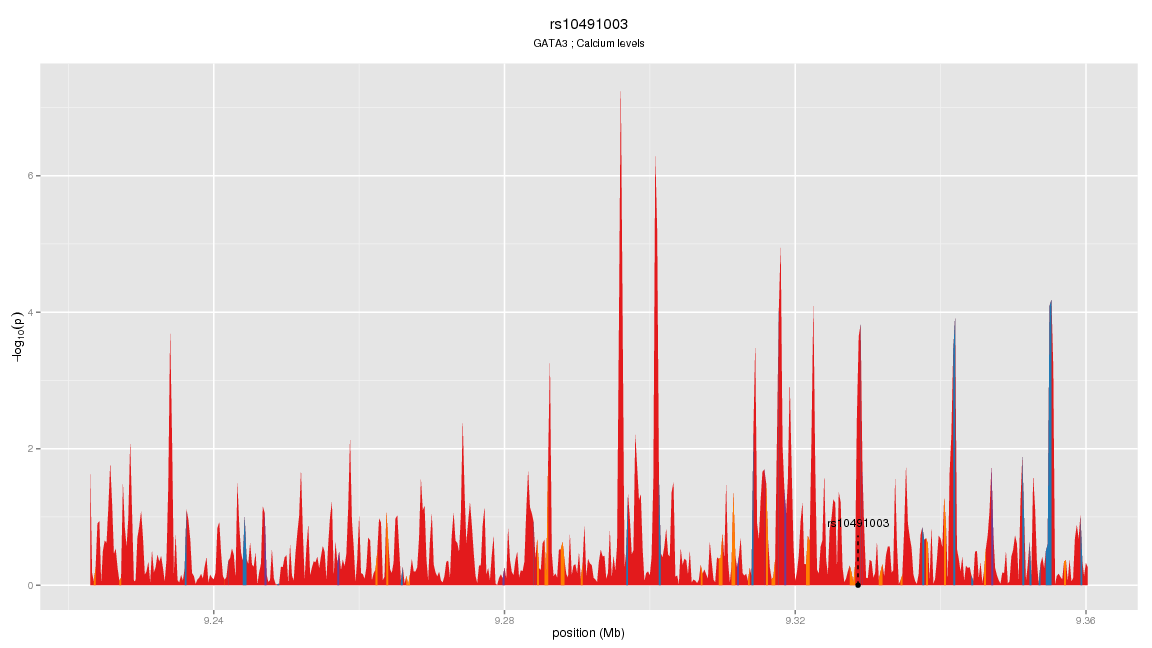 rs10491003
GATA3 ; Calcium levels
6
4
2
0
−log10(p)
rs10491003
9.24
9.28
9.32
9.36
position (Mb)